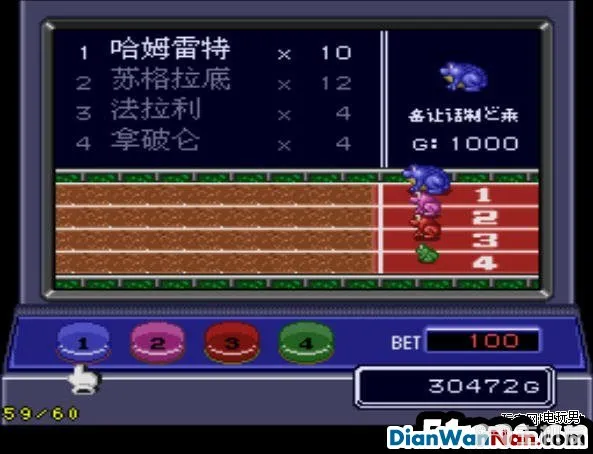 1 哈姆雷特 × 10
2 苏格拉底 × 12
3 法拉利 × 4
4 拿破仑 × 4
G: 1000
1
2
3
4
1 2 3 4
BET 100
30472G
59/60
DianWanNan.com